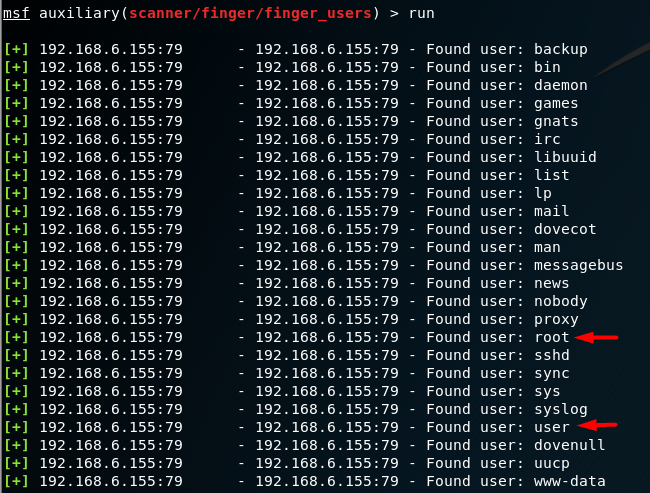 msf auxiliary(scanner/finger/finger_users) > run
[+] 192.168.6.155:79      - 192.168.6.155:79 - Found user: backup
[+] 192.168.6.155:79      - 192.168.6.155:79 - Found user: bin
[+] 192.168.6.155:79      - 192.168.6.155:79 - Found user: daemon
[+] 192.168.6.155:79      - 192.168.6.155:79 - Found user: games
[+] 192.168.6.155:79      - 192.168.6.155:79 - Found user: gnats
[+] 192.168.6.155:79      - 192.168.6.155:79 - Found user: irc
[+] 192.168.6.155:79      - 192.168.6.155:79 - Found user: libuuid
[+] 192.168.6.155:79      - 192.168.6.155:79 - Found user: list
[+] 192.168.6.155:79      - 192.168.6.155:79 - Found user: lp
[+] 192.168.6.155:79      - 192.168.6.155:79 - Found user: mail
[+] 192.168.6.155:79      - 192.168.6.155:79 - Found user: dovecot
[+] 192.168.6.155:79      - 192.168.6.155:79 - Found user: man
[+] 192.168.6.155:79      - 192.168.6.155:79 - Found user: messagebus
[+] 192.168.6.155:79      - 192.168.6.155:79 - Found user: news
[+] 192.168.6.155:79      - 192.168.6.155:79 - Found user: nobody
[+] 192.168.6.155:79      - 192.168.6.155:79 - Found user: proxy
[+] 192.168.6.155:79      - 192.168.6.155:79 - Found user: root
[+] 192.168.6.155:79      - 192.168.6.155:79 - Found user: sshd
[+] 192.168.6.155:79      - 192.168.6.155:79 - Found user: sync
[+] 192.168.6.155:79      - 192.168.6.155:79 - Found user: sys
[+] 192.168.6.155:79      - 192.168.6.155:79 - Found user: syslog
[+] 192.168.6.155:79      - 192.168.6.155:79 - Found user: user
[+] 192.168.6.155:79      - 192.168.6.155:79 - Found user: dovenull
[+] 192.168.6.155:79      - 192.168.6.155:79 - Found user: uucp
[+] 192.168.6.155:79      - 192.168.6.155:79 - Found user: www-data